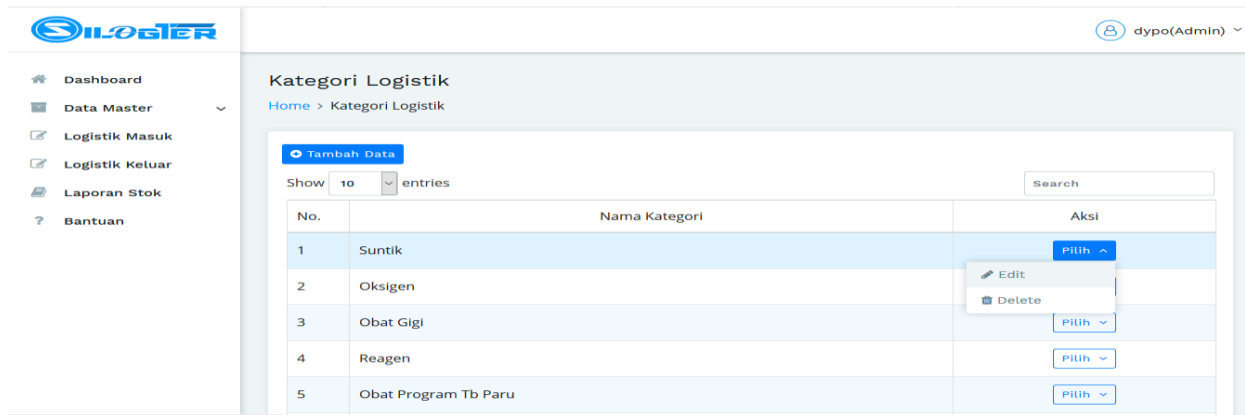 SILOGTER
dypo(Admin)
Dashboard
Data Master
Logistik Masuk
Logistik Keluar
Laporan Stok
Bantuan
Kategori Logistik
Home > Kategori Logistik
Tambah Data
Show 10 entries
Search
No. Nama Kategori Aksi
1 Suntik Pilih
Edit
2 Oksigen
Delete
3 Obat Gigi Pilih
4 Reagen Pilih
5 Obat Program Tb Paru Pilih